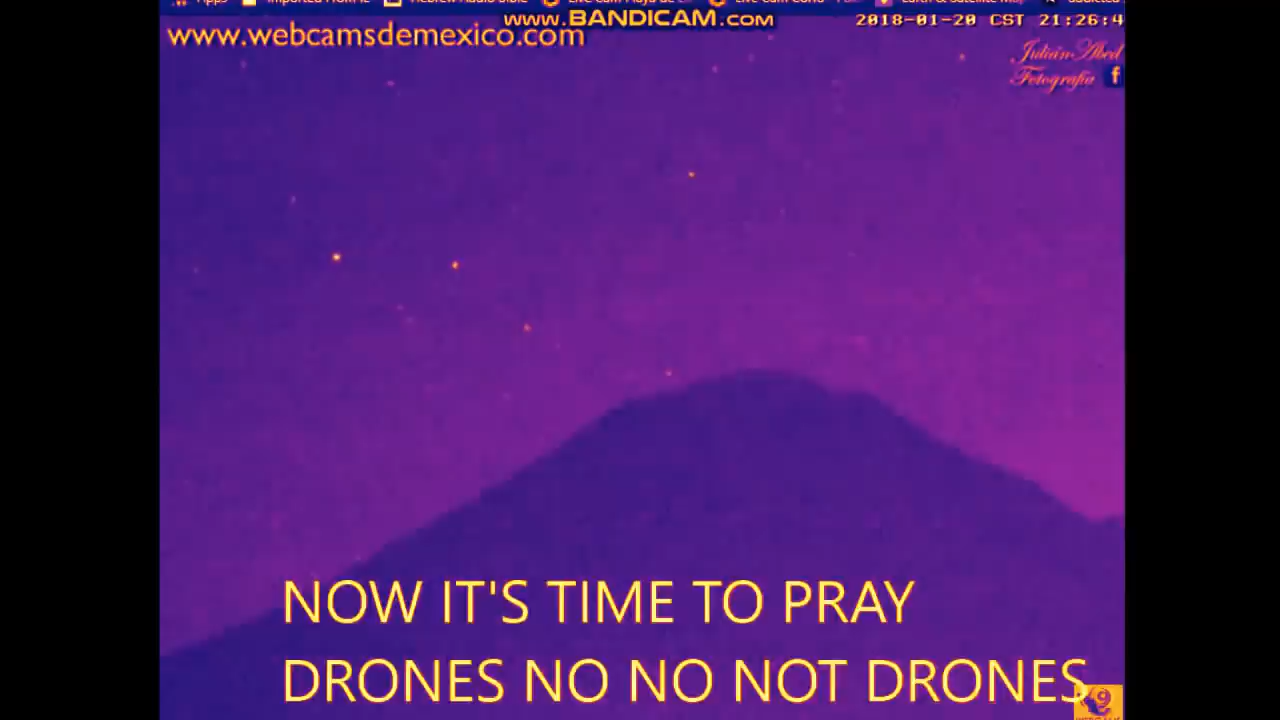 www.BANDICAM.com
2018-01-20 CST 21:26:4
www.webcamsdemexico.com
Julián Abed
Fotografía f
NOW IT'S TIME TO PRAY
DRONES NO NO NOT DRONES